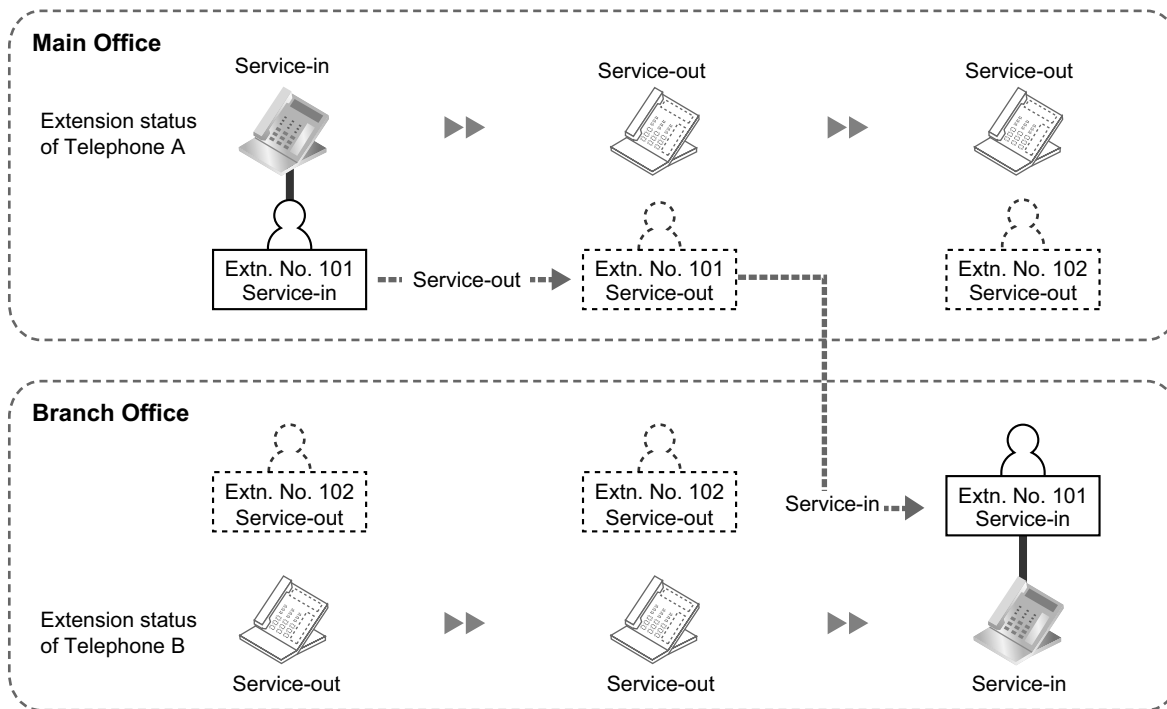 Main Office
Service-in
Service-out
Service-out
Extension status
of Telephone A
Extn. No. 101
Service-in
Service-out
Extn. No. 101
Service-out
Extn. No. 102
Service-out
Branch Office
Extn. No. 102
Service-out
Extn. No. 102
Service-out
Service-in
Extn. No. 101
Service-in
Extension status
of Telephone B
Service-out
Service-out
Service-in